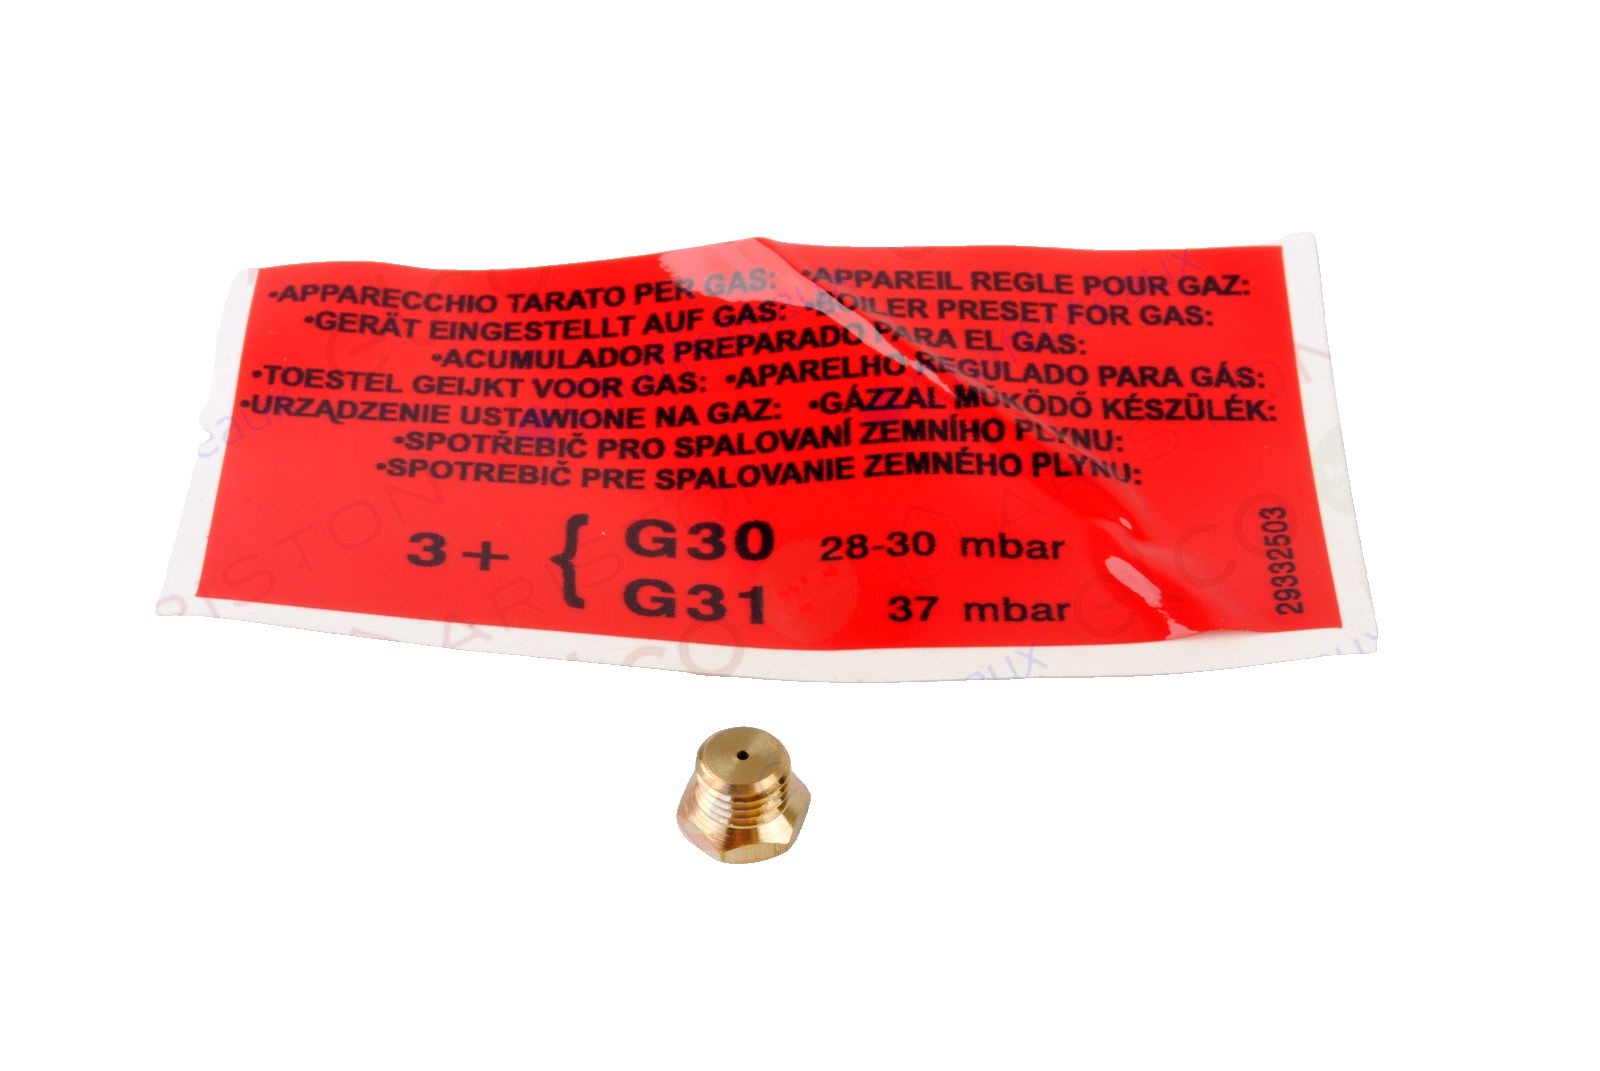 •APPARECCHIO TARATO PER GAS: •APPAREIL REGLE POUR GAZ:
•GERÄT EINGESTELLT AUF GAS: •BOILER PRESET FOR GAS:
•ACUMULADOR PREPARADO PARA EL GAS:
•TOESTEL GEIJKT VOOR GAS: •APARELHO REGULADO PARA GÁS:
•URZĄDZENIE USTAWIONE NA GAZ: •GÁZZAL MŰKÖDŐ KÉSZÜLÉK:
•SPOTŘEBIČ PRO SPALOVANÍ ZEMNÍHO PLYNU:
•SPOTREBIČ PRE SPALOVANIE ZEMNÉHO PLYNU:
3+ { G30 28-30 mbar
G31 37 mbar
29332503